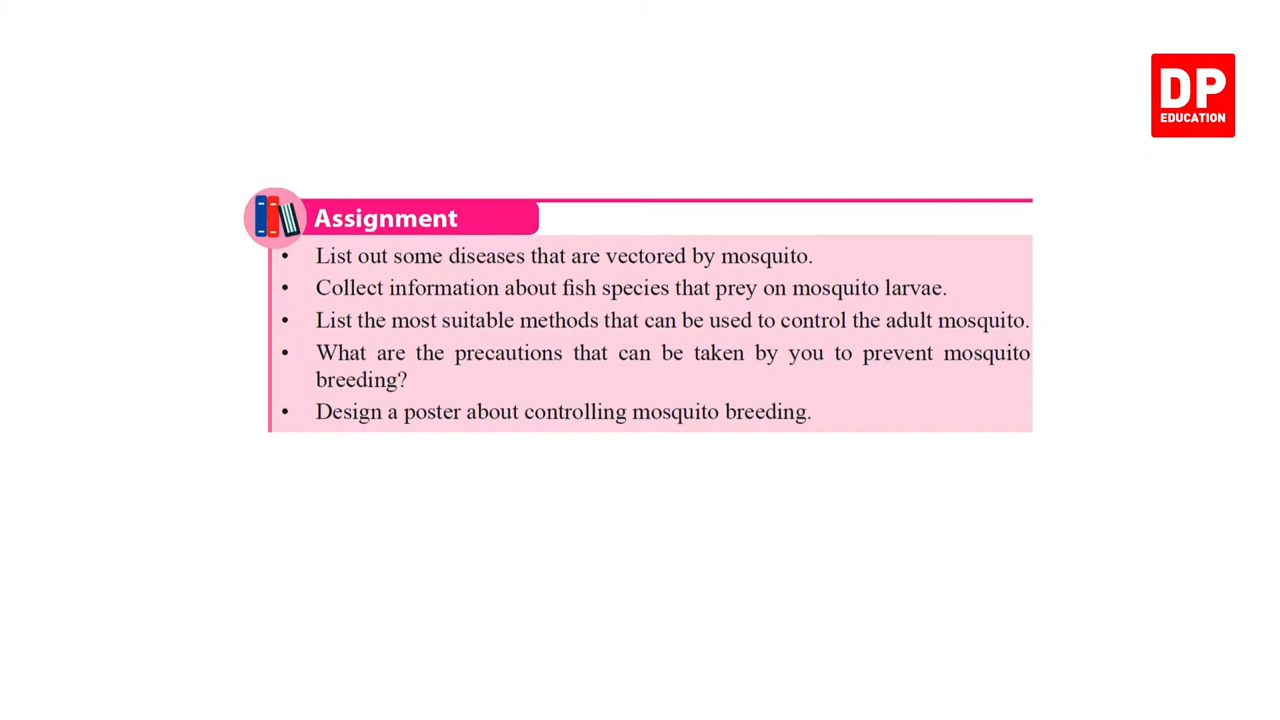 DP
EDUCATION
Assignment
• List out some diseases that are vectored by mosquito.
• Collect information about fish species that prey on mosquito larvae.
• List the most suitable methods that can be used to control the adult mosquito.
• What are the precautions that can be taken by you to prevent mosquito
breeding?
• Design a poster about controlling mosquito breeding.